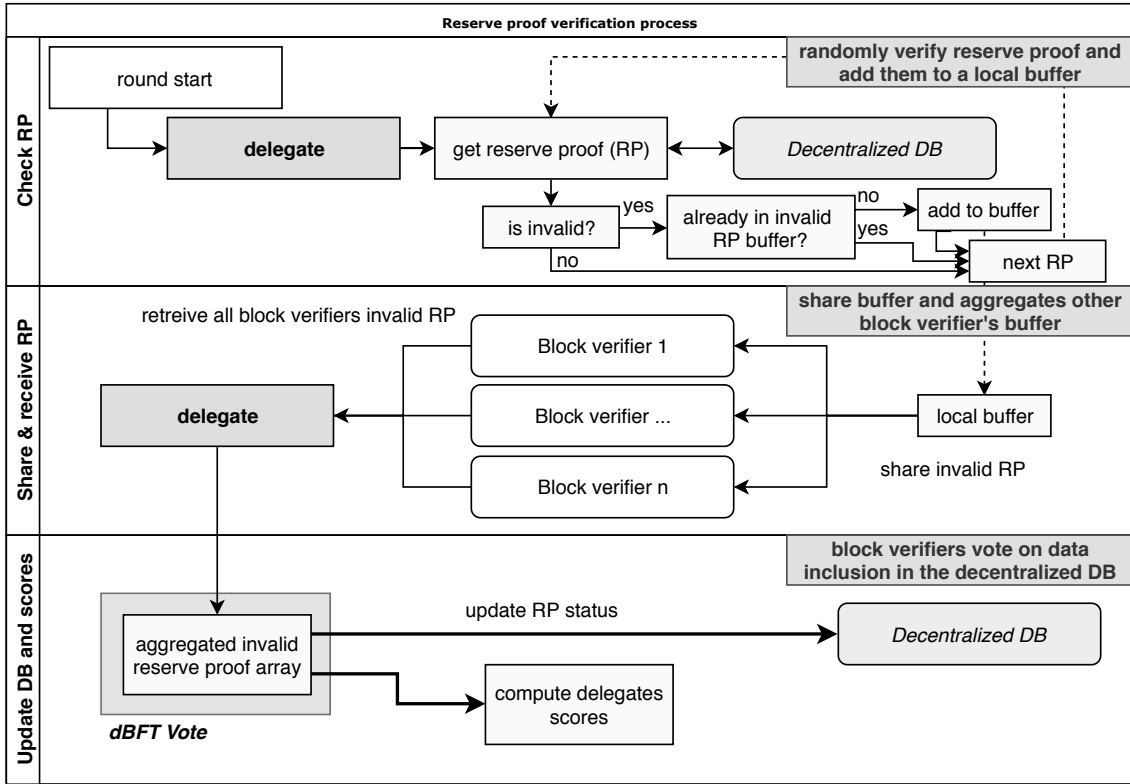 Reserve proof verification process
Check RP
randomly verify reserve proof and
add them to a local buffer
round start
delegate
get reserve proof (RP)
Decentralized DB
is invalid?
yes
already in invalid
RP buffer?
no
add to buffer
yes
no
next RP
Share & receive RP
share buffer and aggregates other
block verifier's buffer
retreive all block verifiers invalid RP
Block verifier 1
delegate
Block verifier ...
local buffer
Block verifier n
share invalid RP
Update DB and scores
block verifiers vote on data
inclusion in the decentralized DB
update RP status
aggregated invalid
reserve proof array
Decentralized DB
compute delegates
scores
dBFT Vote